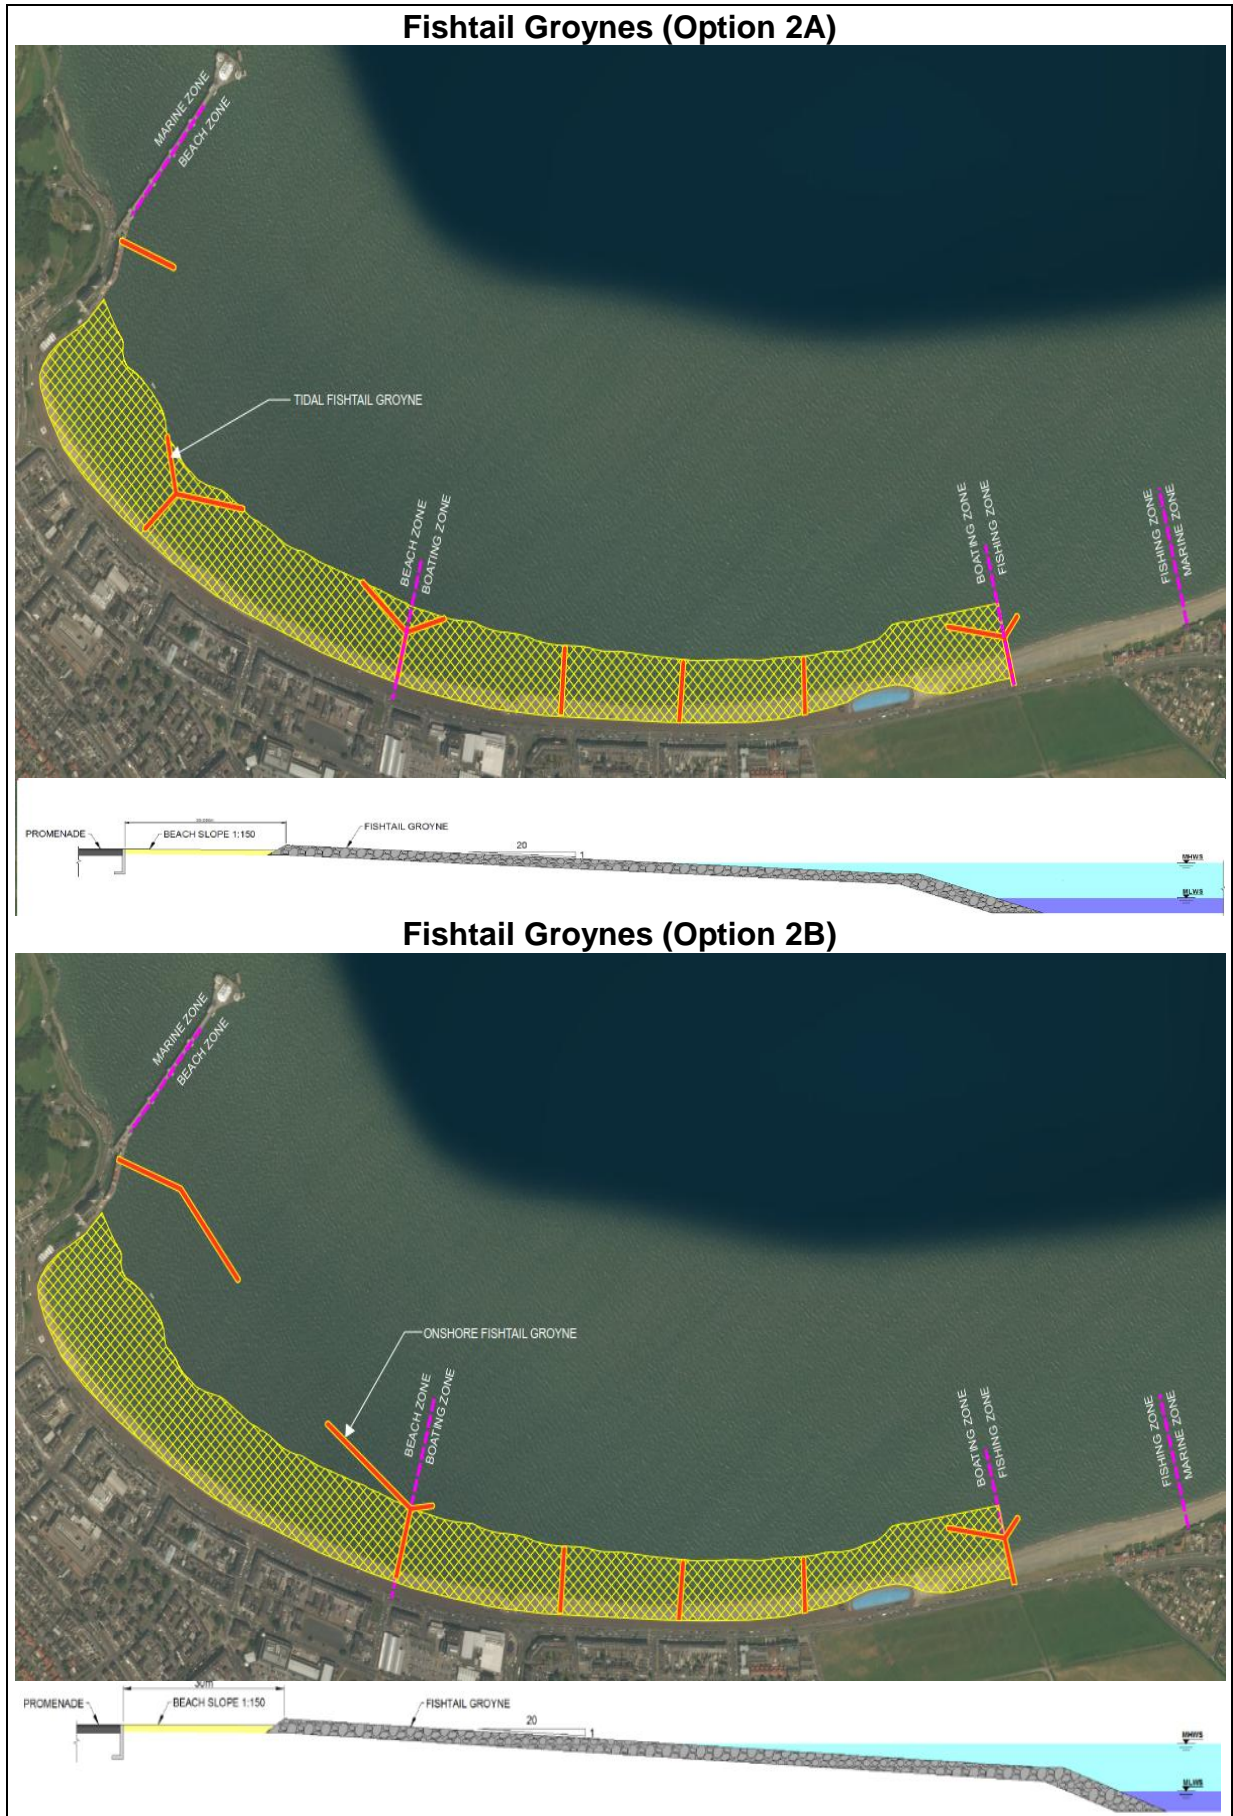 Fishtail Groynes (Option 2A)
MARINE ZONE
BEACH ZONE
TIDAL FISHTAIL GROYNE
BEACH ZONE
BOATING ZONE
BOATING ZONE
FISHING ZONE
FISHING ZONE
MARINE ZONE
PROMENADE
BEACH SLOPE 1:150
FISHTAIL GROYNE
20
1
MHWS
MLWS
Fishtail Groynes (Option 2B)
MARINE ZONE
BEACH ZONE
ONSHORE FISHTAIL GROYNE
BEACH ZONE
BOATING ZONE
BOATING ZONE
FISHING ZONE
FISHING ZONE
MARINE ZONE
30m
PROMENADE
BEACH SLOPE 1:150
FISHTAIL GROYNE
20
1
MHWS
MLWS